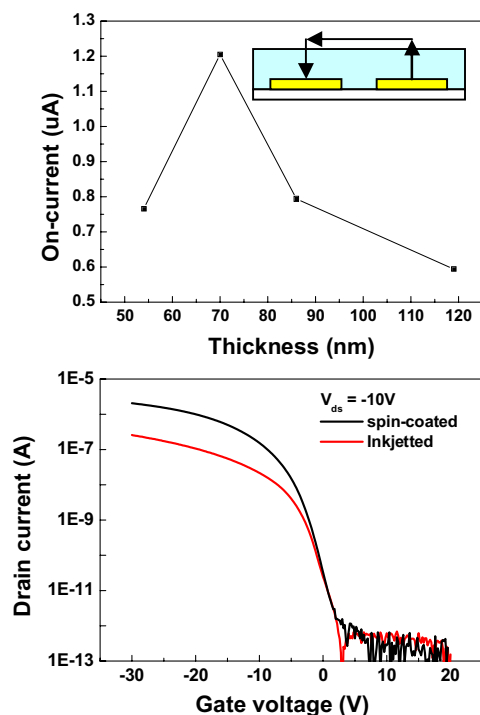 1.3
1.2
1.1
1.0
0.9
0.8
0.7
0.6
0.5
On-current (uA)
50 60 70 80 90 100 110 120
Thickness (nm)
1E-5
1E-7
1E-9
1E-11
1E-13
Drain current (A)
Vds = -10V
spin-coated
Inkjetted
-30 -20 -10 0 10 20
Gate voltage (V)